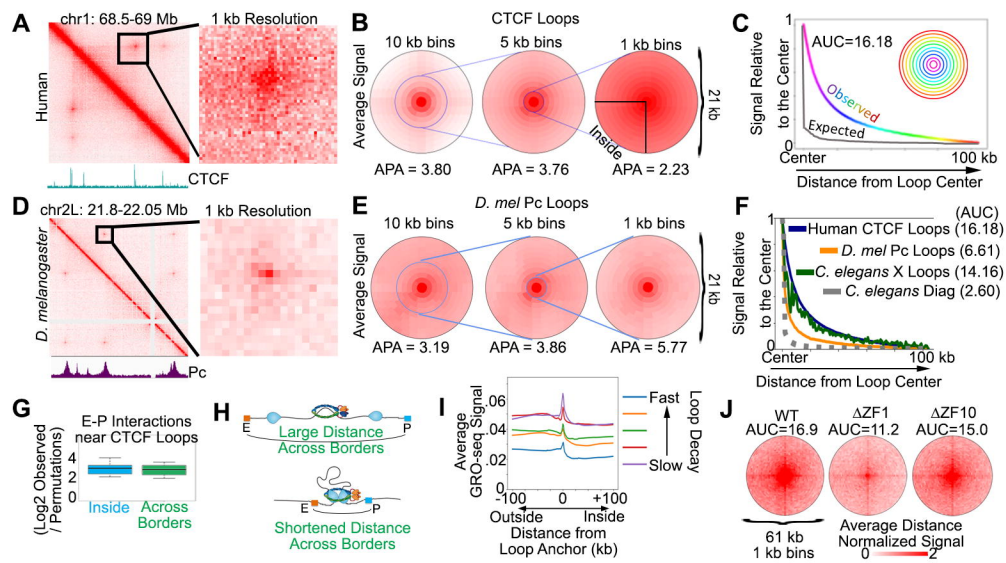 A
chr1: 68.5-69 Mb
1 kb Resolution
Human
CTCF
B
CTCF Loops
10 kb bins
5 kb bins
1 kb bins
Average Signal
Inside
21 kb
APA = 3.80
APA = 3.76
APA = 2.23
C
Signal Relative
to the Center
1
0
AUC=16.18
Observed
Expected
Center
100 kb
Distance from Loop Center
D
chr2L: 21.8-22.05 Mb
1 kb Resolution
D. melanogaster
Pc
E
D. mel Pc Loops
10 kb bins
5 kb bins
1 kb bins
Average Signal
21 kb
APA = 3.19
APA = 3.86
APA = 5.77
F
Signal Relative
to the Center
1
0
(AUC)
Human CTCF Loops (16.18)
D. mel Pc Loops (6.61)
C. elegans X Loops (14.16)
C. elegans Diag (2.60)
Center
100 kb
Distance from Loop Center
G
E-P Interactions
near CTCF Loops
(Log2 Observed
/ Permutations)
4
2
0
Inside
Across
Borders
H
E
P
Large Distance
Across Borders
E
P
Shortened Distance
Across Borders
I
Average
GRO-seq Signal
.06
.04
.02
0
-100
0
+100
Outside
Inside
Distance from
Loop Anchor (kb)
Fast
Slow
Loop Decay
J
WT
AUC=16.9
ΔZF1
AUC=11.2
ΔZF10
AUC=15.0
61 kb
1 kb bins
Average Distance
Normalized Signal
0
2